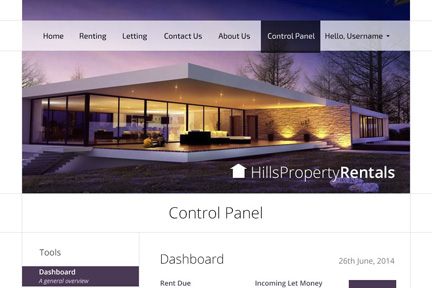 Home Renting Letting Contact Us About Us Control Panel Hello, Username
HillsPropertyRentals
Control Panel
Tools
Dashboard 26th June, 2014
Dashboard
A general overview
Rent Due Incoming Let Money